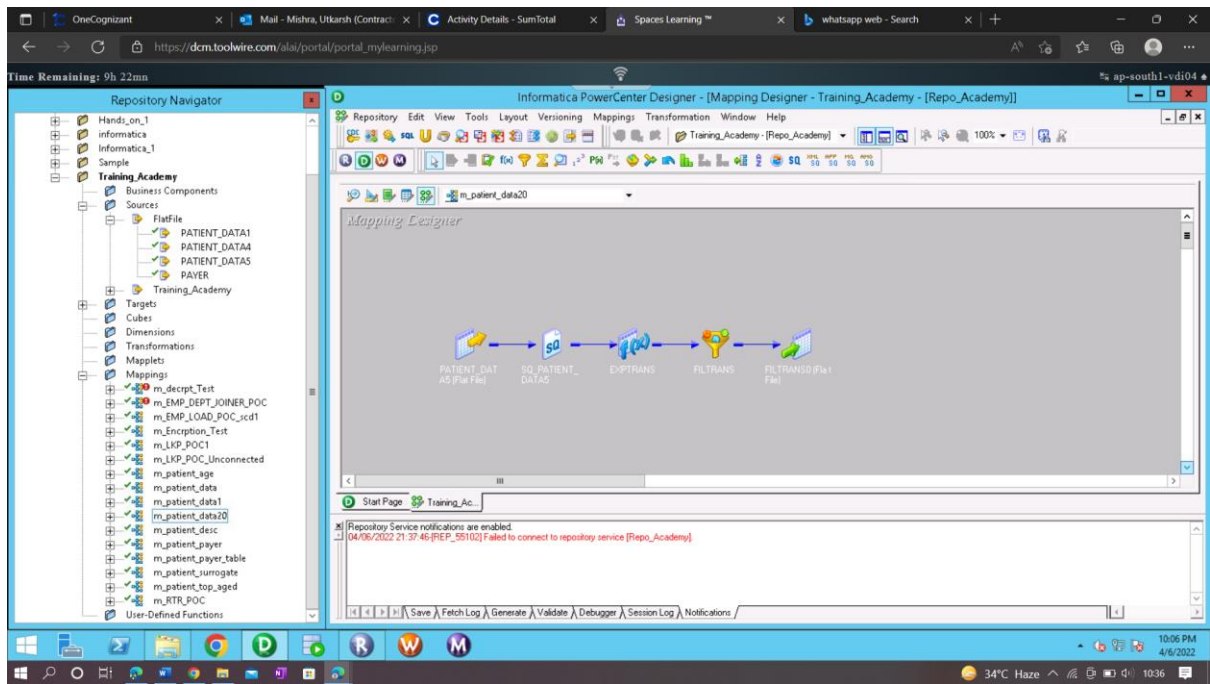 OneCognizant
Mail - Mishra, Utkarsh (Contract
Activity Details - SumTotal
Spaces Learning ™
whatsapp web - Search
https://dcm.toolwire.com/alai/portal/portal_mylearning.jsp
Time Remaining: 9h 22mn
ap-south1-vdi04
Repository Navigator
Informatica PowerCenter Designer - [Mapping Designer - Training_Academy - [Repo_Academy]]
Repository Edit View Tools Layout Versioning Mappings Transformation Window Help
Training_Academy - [Repo_Academy]
100%
m_patient_data20
Mapping Designer
Hands_on_1
informatica
Informatica_1
Sample
Training_Academy
Business Components
Sources
FlatFile
PATIENT_DATA1
PATIENT_DATA4
PATIENT_DATA5
PAYER
Training_Academy
Targets
Cubes
Dimensions
Transformations
Mapplets
Mappings
m_decrpt_Test
m_EMP_DEPT_JOINER_POC
m_EMP_LOAD_POC_scd1
m_Encrption_Test
m_LKP_POC1
m_LKP_POC_Unconnected
m_patient_age
m_patient_data
m_patient_data1
m_patient_data20
m_patient_desc
m_patient_payer
m_patient_payer_table
m_patient_surrogate
m_patient_top_aged
m_RTR_POC
User-Defined Functions
PATIENT_DAT
A5 (Flat File)
SQ_PATIENT_
DATA5
EXPTRANS
FILTRANS
FILTRANS0 (Flat
File)
Start Page
Training_Ac...
Repository Service notifications are enabled.
04/06/2022 21:37:46-[REP_55102] Failed to connect to repository service [Repo_Academy].
Save
Fetch Log
Generate
Validate
Debugger
Session Log
Notifications
10:06 PM
4/6/2022
34°C Haze
10:36